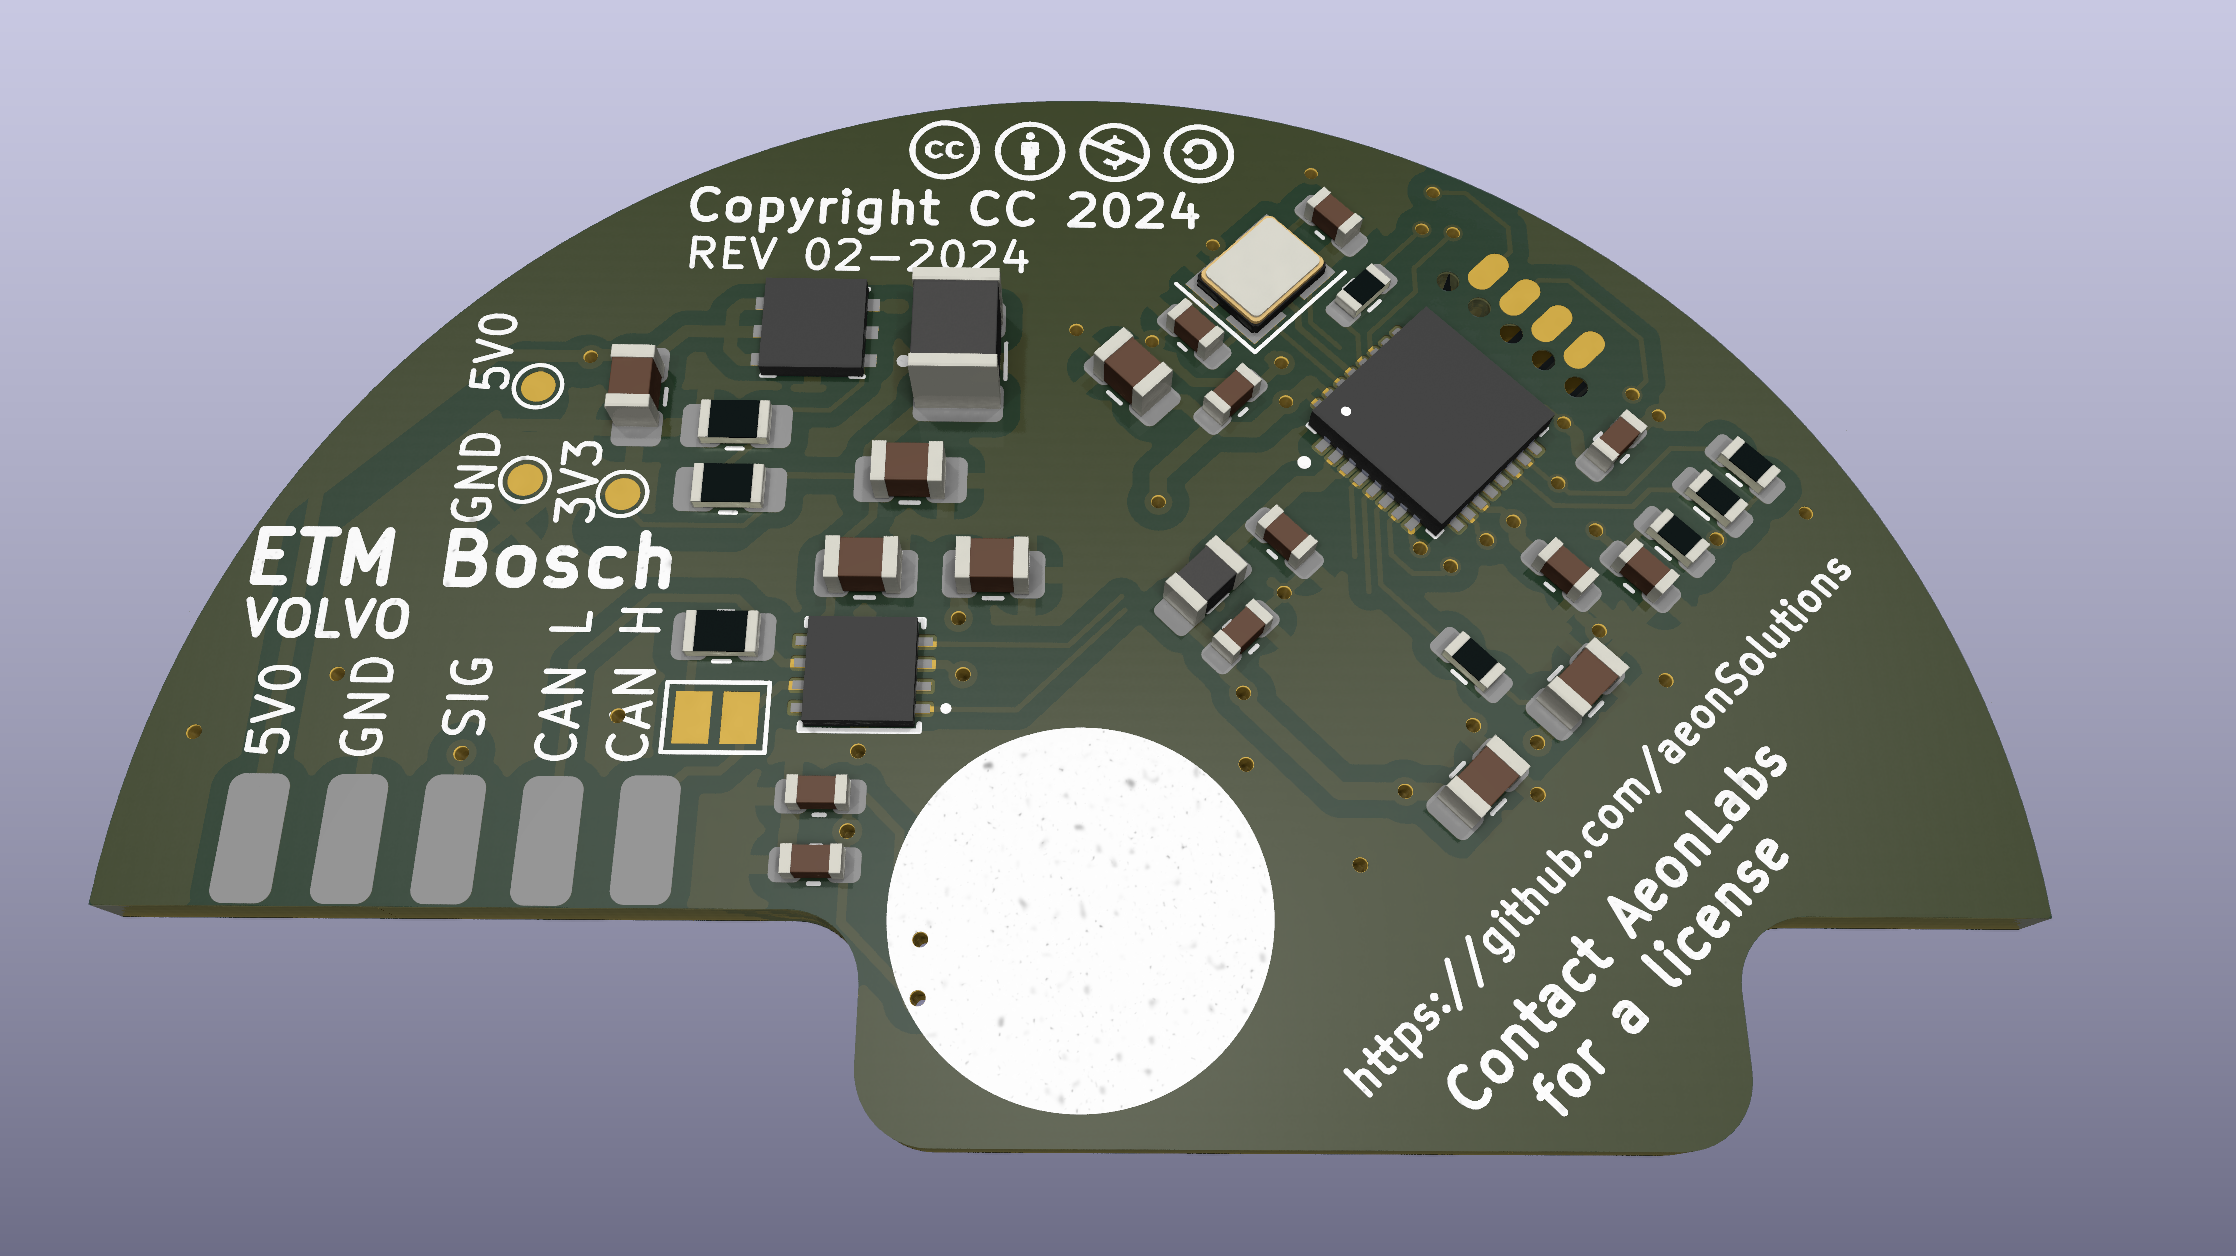 cc
Copyright CC 2024
REV 02-2024
5V0
GND
3V3
ETM Bosch
VOLVO
5V0
GND
SIG
CAN L
CAN H
https://github.com/aeonSolutions
Contact AeonLabs
for a license